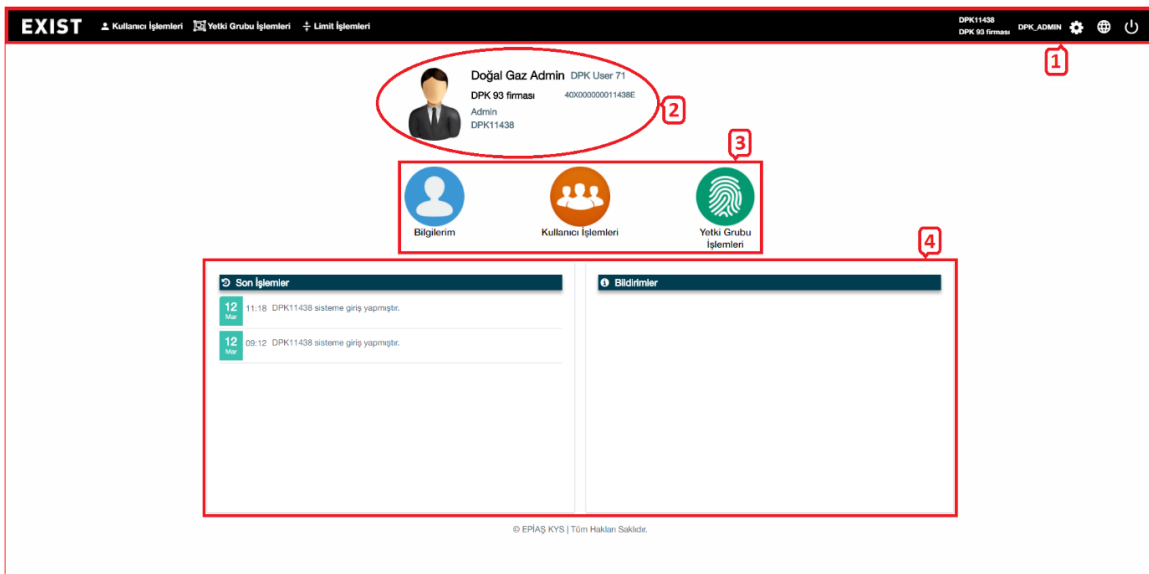 EXIST Kullanıcı İşlemleri Yetki Grubu İşlemleri Limit İşlemleri
DPK11438
DPK 93 firması
DPK_ADMIN
1
Doğal Gaz Admin DPK User 71
DPK 93 firması 40X000000011438E
Admin
DPK11438
2
3
Bilgilerim
Kullanıcı İşlemleri
Yetki Grubu
İşlemleri
4
Son İşlemler
12
Mar
11:18 DPK11438 sisteme giriş yapmıştır.
12
Mar
09:12 DPK11438 sisteme giriş yapmıştır.
Bildirimler
© EPİAŞ KYS | Tüm Hakları Saklıdır.